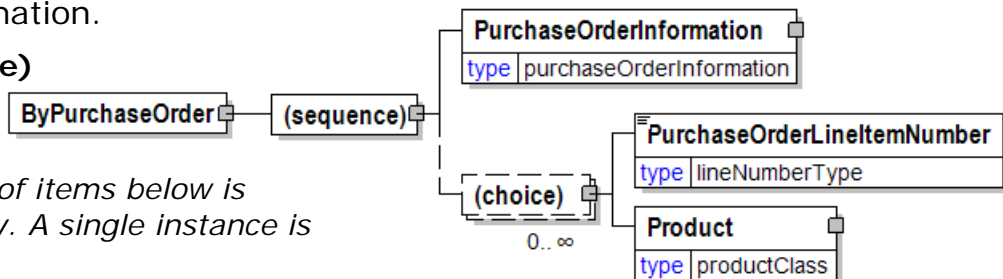 nation.
e)
of items below is
y. A single instance is
ByPurchaseOrder
(sequence)
PurchaseOrderInformation
type purchaseOrderInformation
(choice)
0.. ∞
PurchaseOrderLineItemNumber
type lineNumberType
Product
type productClass